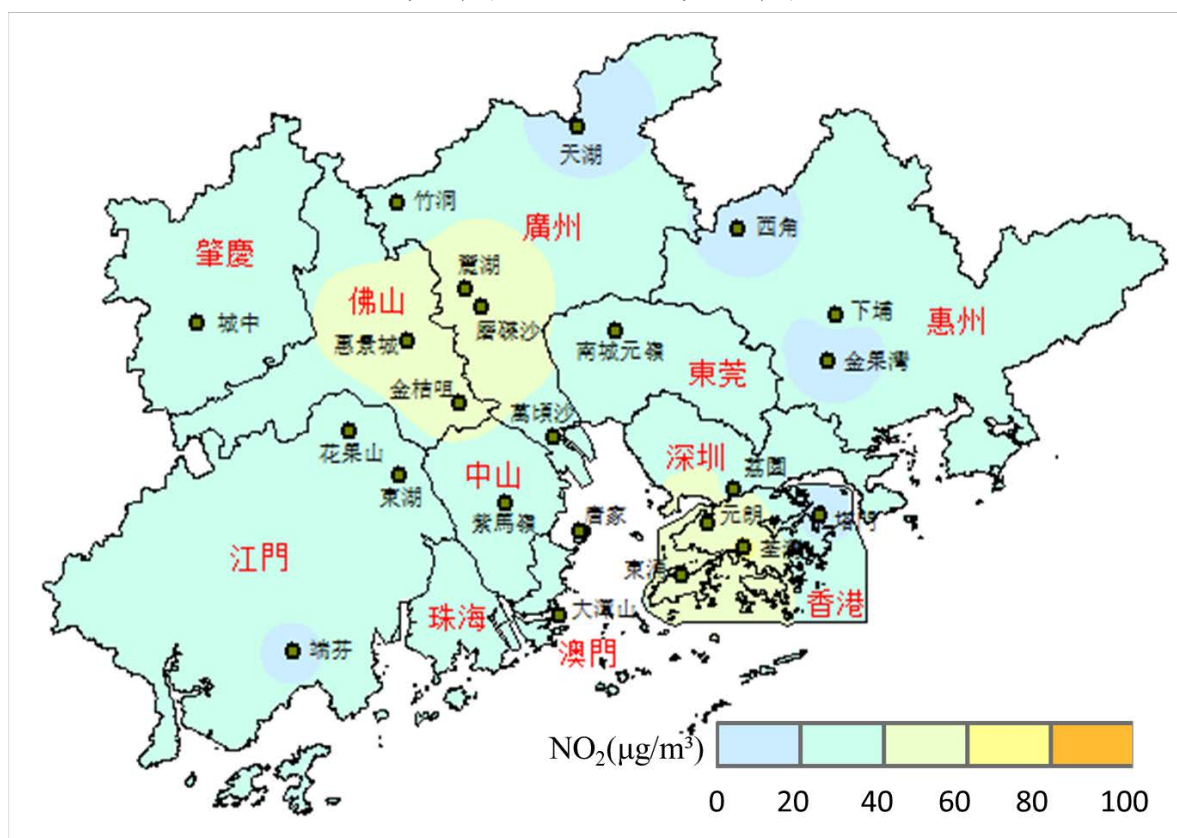 天湖
竹洞
西角
廣州
肇慶
麓湖
佛山
磨碟沙
下埔
惠州
城中
惠景城
南城元嶺
金果灣
東莞
金桔咀
萬頃沙
花果山
深圳
荔園
東湖
中山
紫馬嶺
唐家
元朗
塔門
荃灣
東涌
江門
珠海
大潭山
香港
端芬
澳門
NO₂(μg/m³)
0 20 40 60 80 100